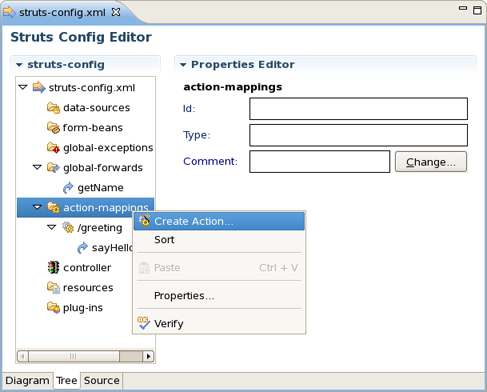 struts-config.xml
Struts Config Editor
struts-config
struts-config.xml
data-sources
form-beans
global-exceptions
global-forwards
getName
action-mappings
/greeting
sayHello
controller
resources
plug-ins
Properties Editor
action-mappings
Id:
Type:
Comment:
Change...
Create Action...
Sort
Paste Ctrl + V
Properties...
Verify
Diagram Tree Source